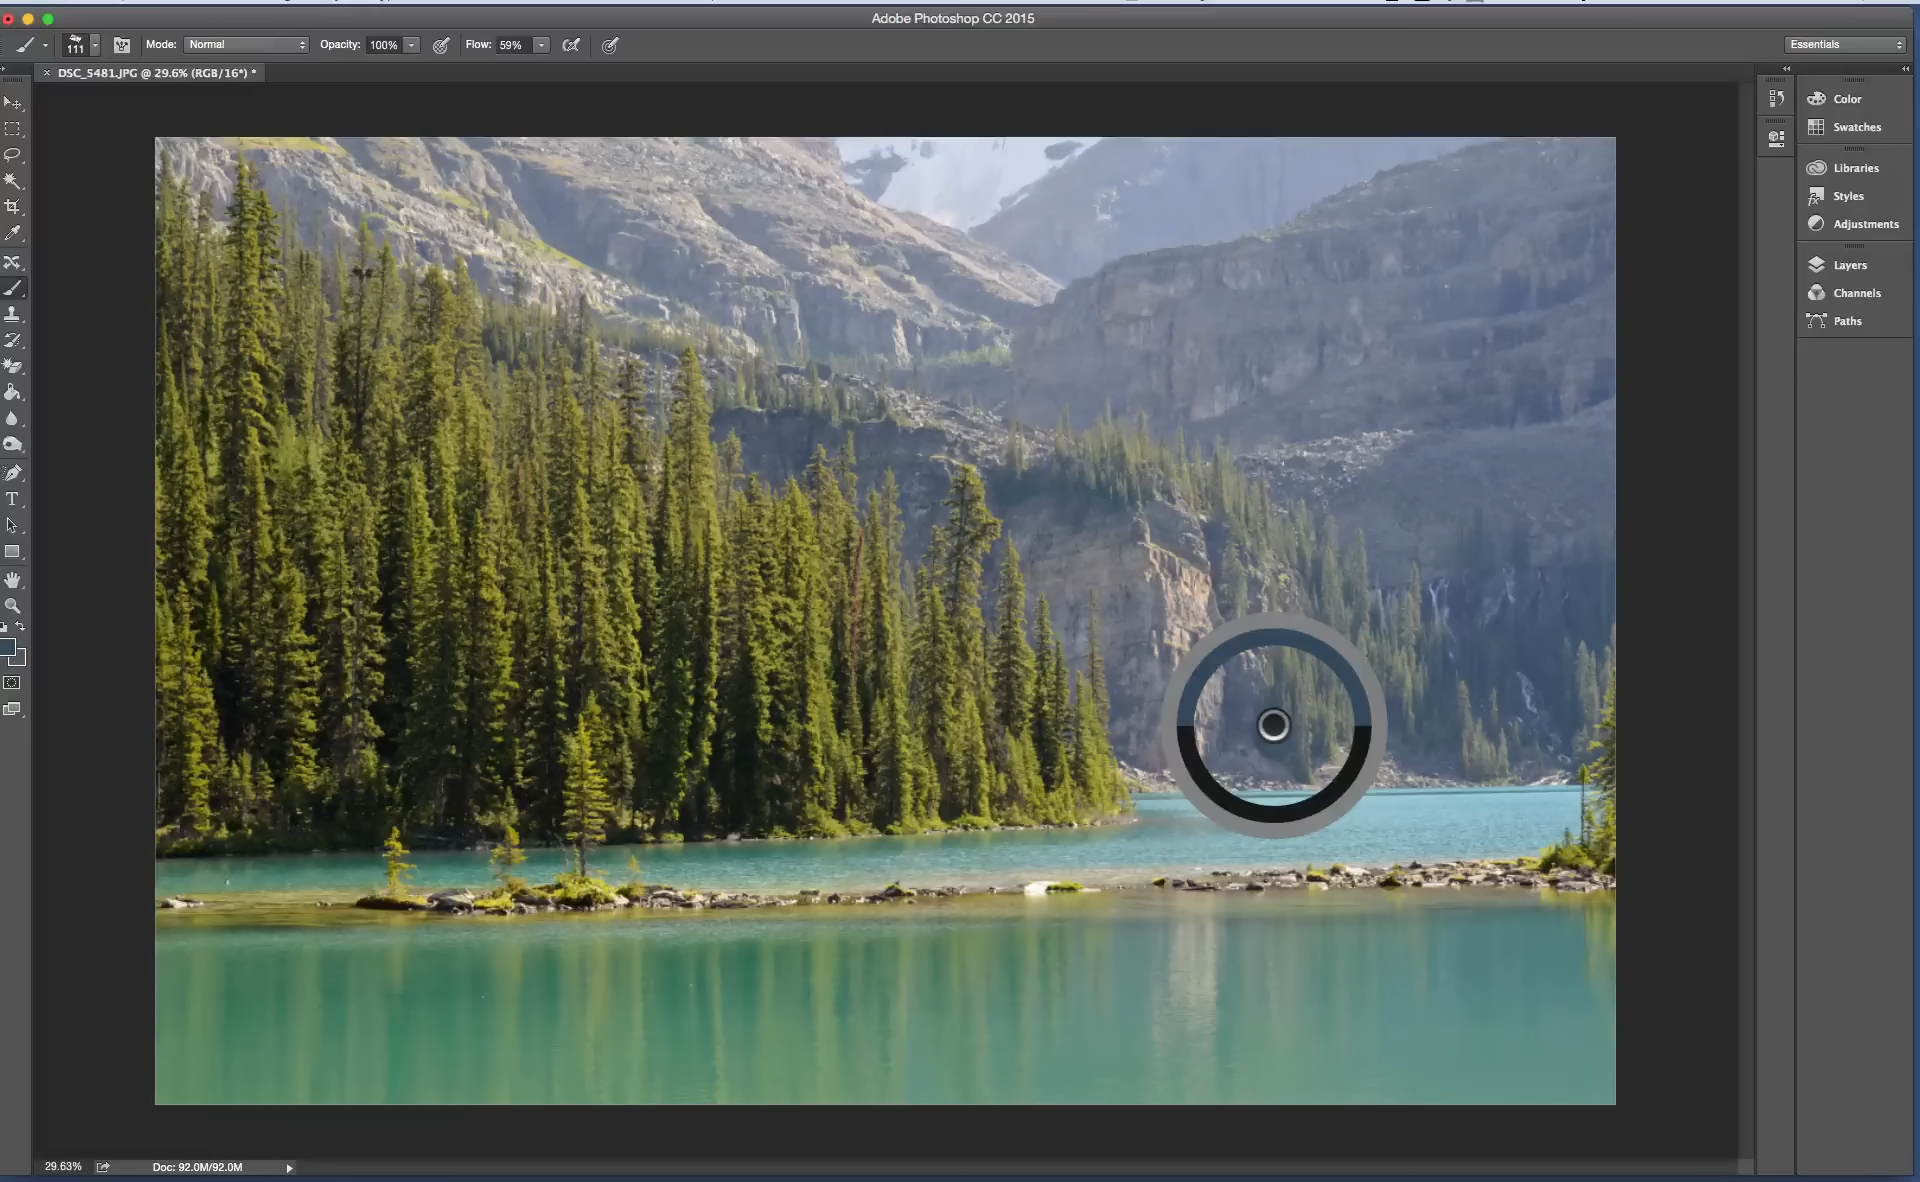 Adobe Photoshop CC 2015
111 Mode: Normal Opacity: 100% Flow: 59% Essentials
× DSC_5481.JPG @ 29.6% (RGB/16*) *
Color
Swatches
Libraries
Styles
Adjustments
Layers
Channels
Paths
29.63% Doc: 92.0M/92.0M